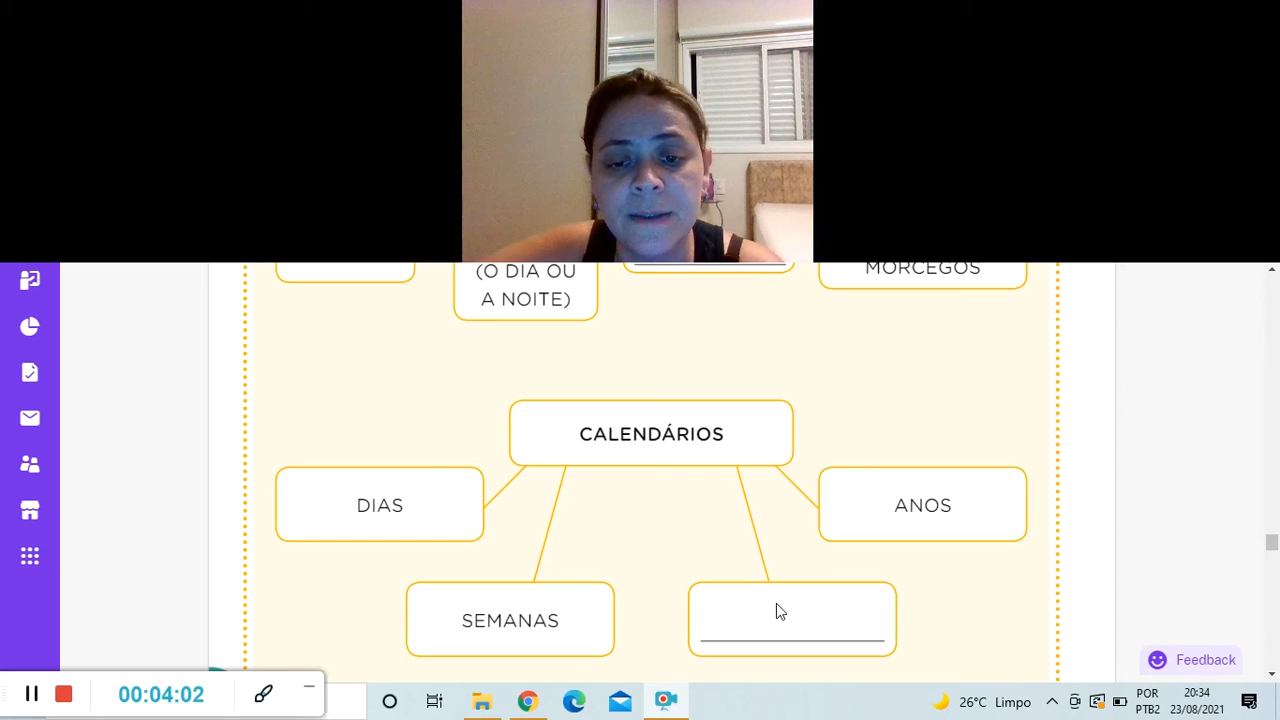 (O DIA OU
A NOITE)
MORCEGOS
CALENDÁRIOS
DIAS
ANOS
SEMANAS
Feedback
00:04:02
26°C Limpo
POR
PTB2
20:34
23/08/2021